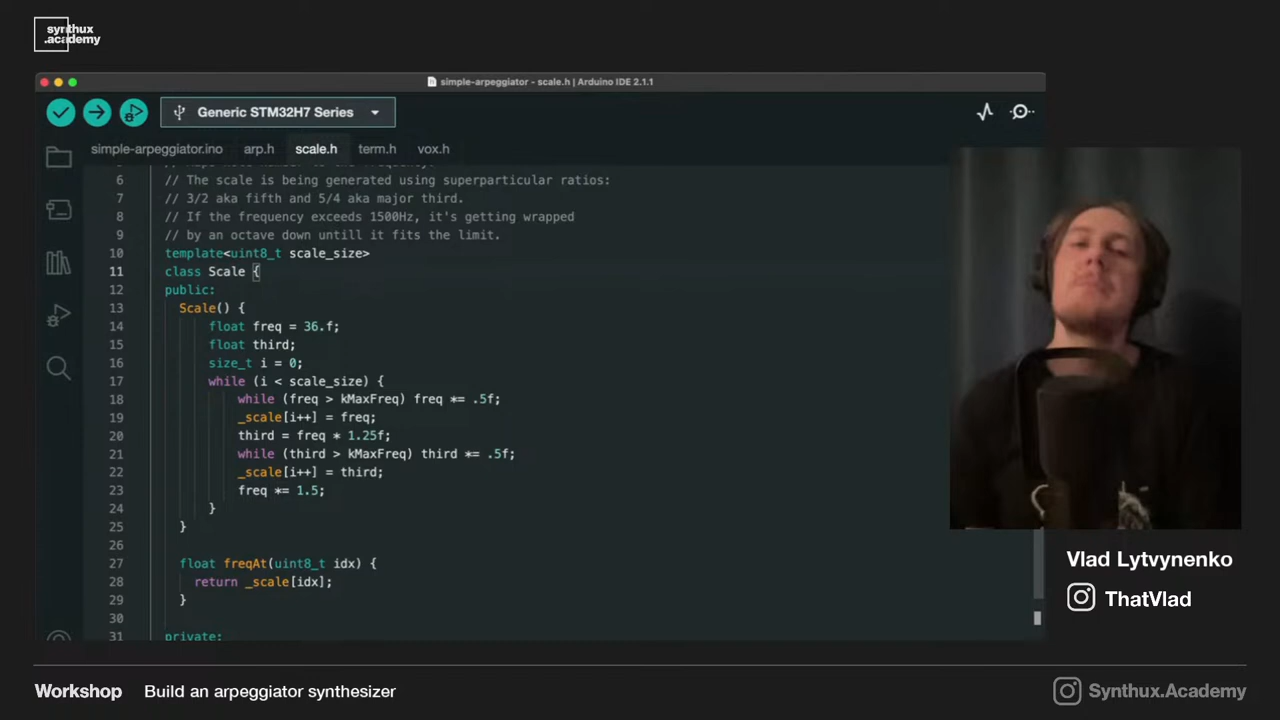 synthux
.academy
simple-arpeggiator - scale.h | Arduino IDE 2.1.1
Generic STM32H7 Series
simple-arpeggiator.ino arp.h scale.h term.h vox.h
6 // The scale is being generated using superparticular ratios:
7 // 3/2 aka fifth and 5/4 aka major third.
8 // If the frequency exceeds 1500Hz, it's getting wrapped
9 // by an octave down untill it fits the limit.
10 template<uint8_t scale_size>
11 class Scale {
12 public:
13 Scale() {
14 float freq = 36.f;
15 float third;
16 size_t i = 0;
17 while (i < scale_size) {
18 while (freq > kMaxFreq) freq *= .5f;
19 _scale[i++] = freq;
20 third = freq * 1.25f;
21 while (third > kMaxFreq) third *= .5f;
22 _scale[i++] = third;
23 freq *= 1.5;
24 }
25 }
26
27 float freqAt(uint8_t idx) {
28 return _scale[idx];
29 }
30
31 private:
Vlad Lytvynenko
ThatVlad
Workshop Build an arpeggiator synthesizer
Synthux.Academy